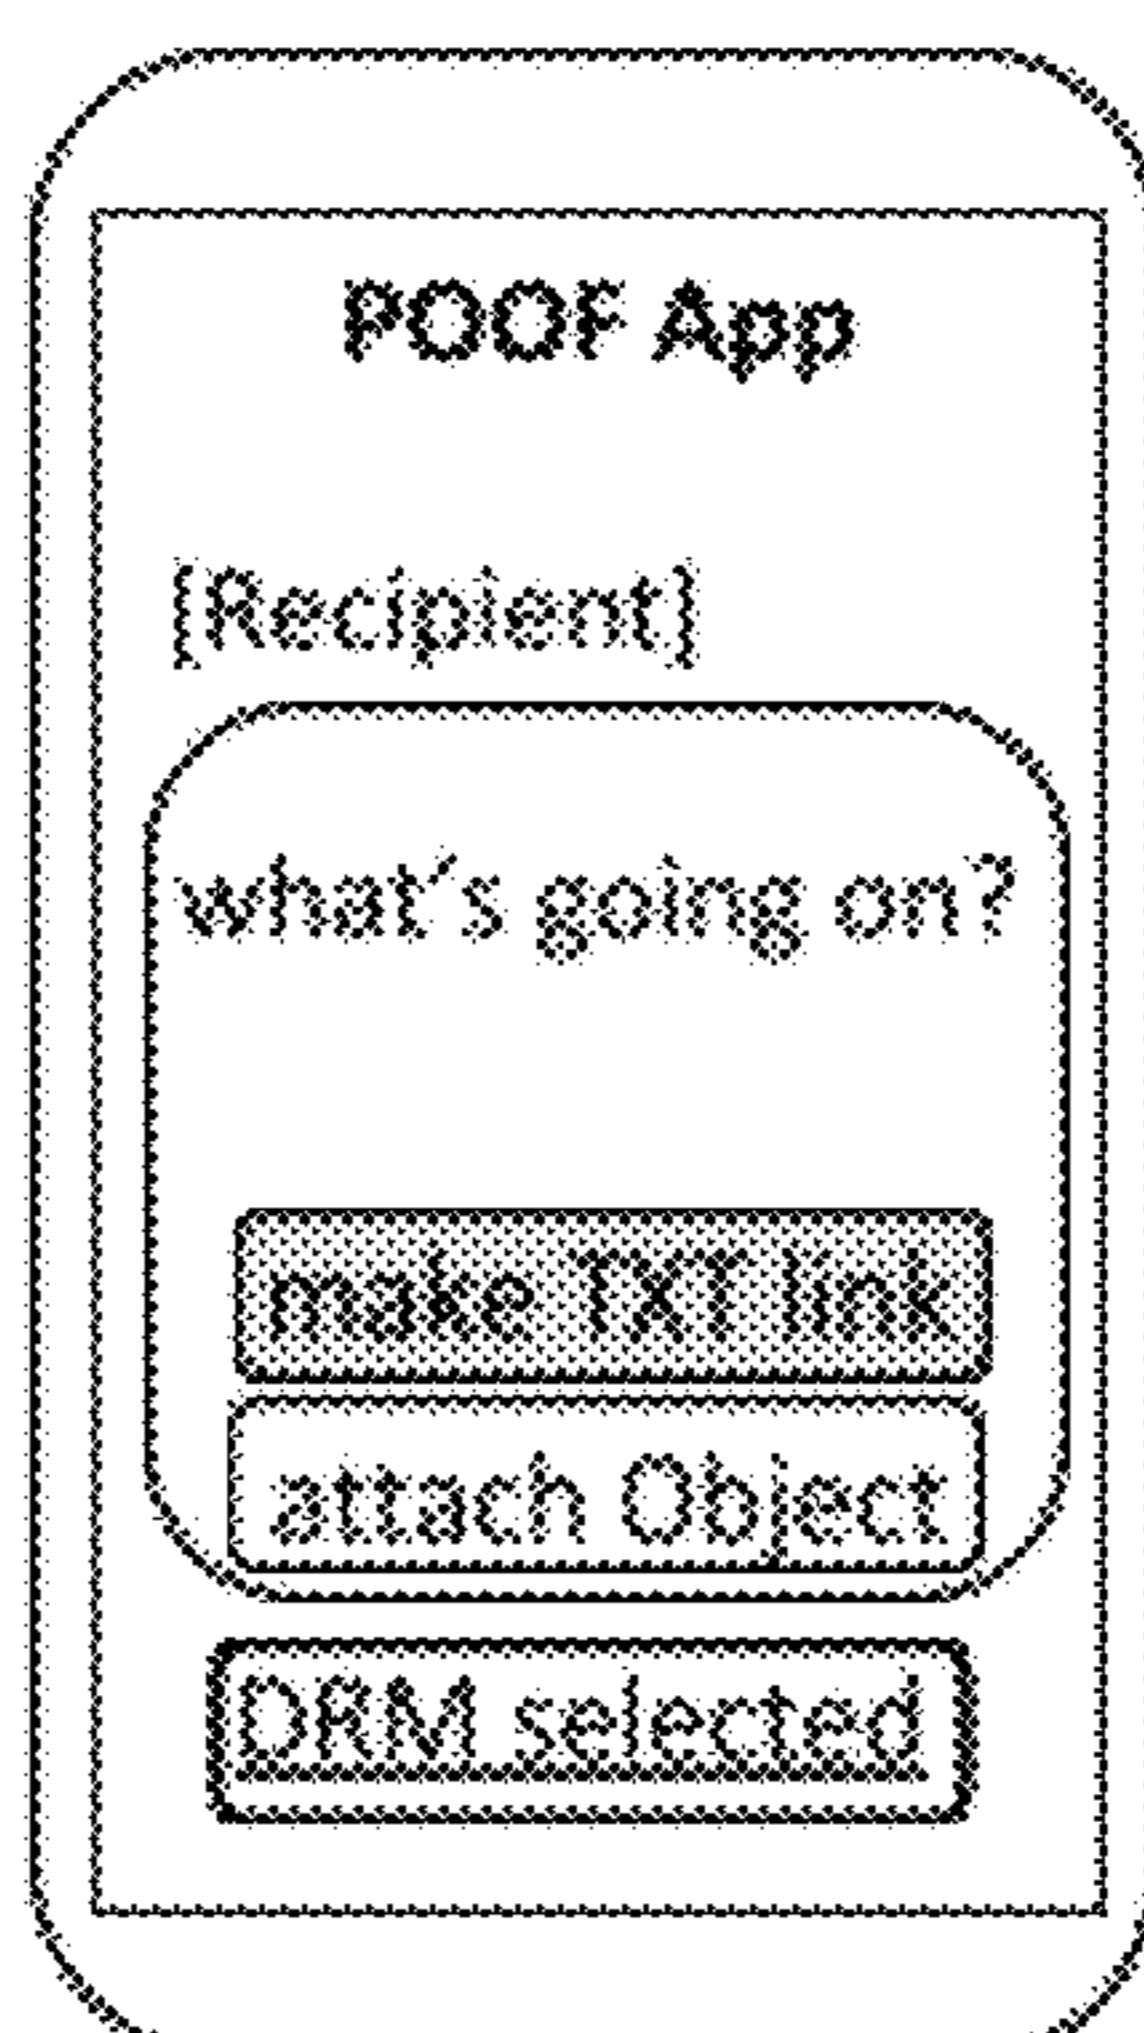 POOF App
[Recipient]
what's going on?
make TXT link
attach Object
DRM selected